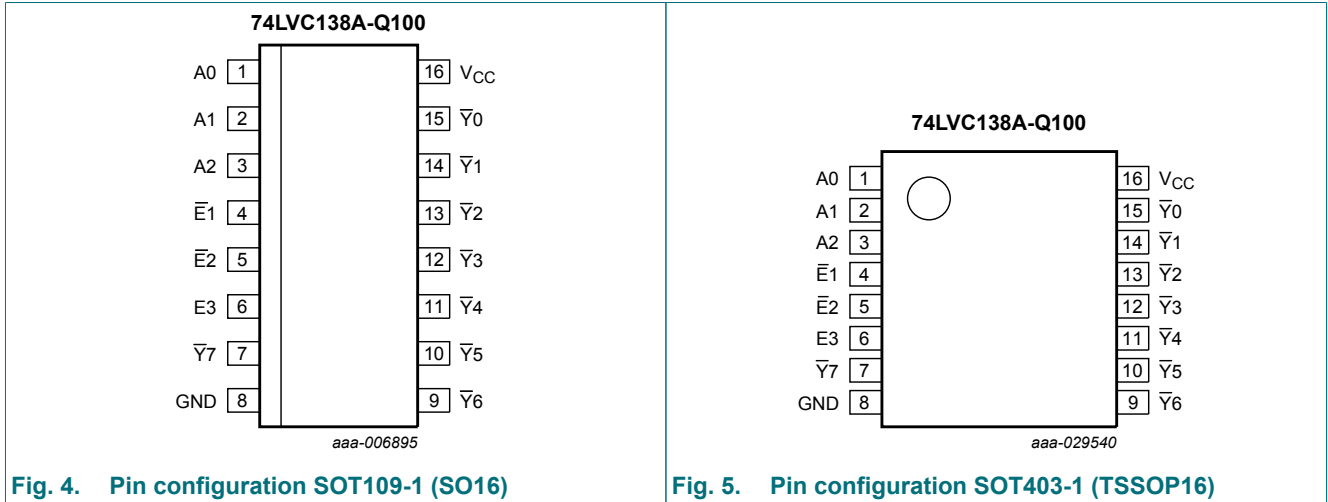 74LVC138A-Q100
A0 1 16 VCC
A1 2 15 Y̅0
A2 3 14 Y̅1
E̅1 4 13 Y̅2
E̅2 5 12 Y̅3
E3 6 11 Y̅4
Y̅7 7 10 Y̅5
GND 8 9 Y̅6
aaa-006895
Fig. 4. Pin configuration SOT109-1 (SO16)
74LVC138A-Q100
A0 1 16 VCC
A1 2 15 Y̅0
A2 3 14 Y̅1
E̅1 4 13 Y̅2
E̅2 5 12 Y̅3
E3 6 11 Y̅4
Y̅7 7 10 Y̅5
GND 8 9 Y̅6
aaa-029540
Fig. 5. Pin configuration SOT403-1 (TSSOP16)